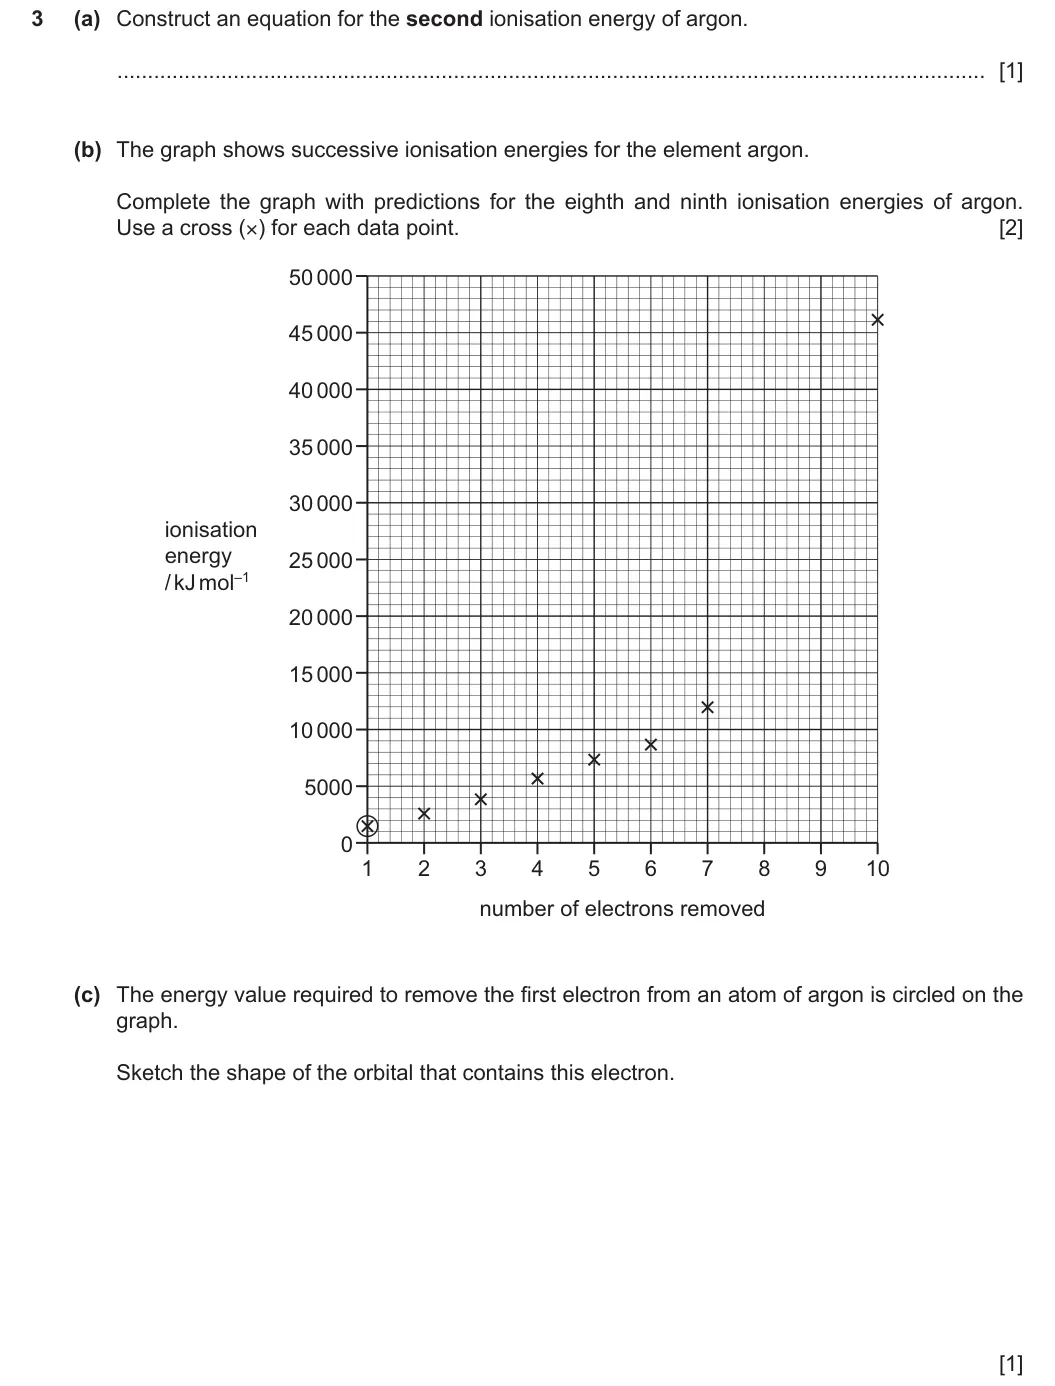 3 (a) Construct an equation for the second ionisation energy of argon.
.......................................................................................................................................... [1]
(b) The graph shows successive ionisation energies for the element argon.
Complete the graph with predictions for the eighth and ninth ionisation energies of argon.
Use a cross (×) for each data point. [2]
50 000
45 000
40 000
35 000
30 000
25 000
20 000
15 000
10 000
5000
0
ionisation
energy
/ kJ mol⁻¹
1 2 3 4 5 6 7 8 9 10
number of electrons removed
(c) The energy value required to remove the first electron from an atom of argon is circled on the
graph.
Sketch the shape of the orbital that contains this electron.
[1]